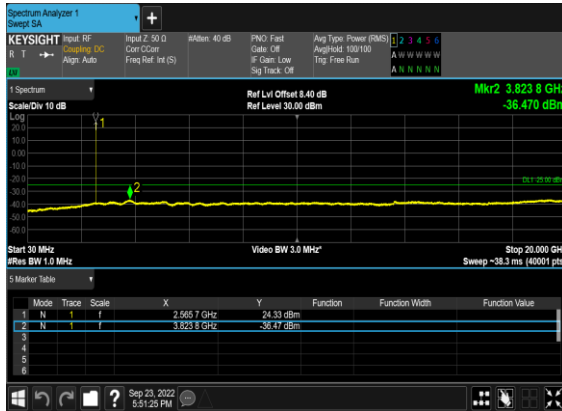 Spectrum Analyzer 1
Swept SA
+
KEYSIGHT Input: RF Input Z: 50 Ω #Atten: 40 dB PNO: Fast Avg Type: Power (RMS) 1 2 3 4 5 6
R T Coupling: DC Corr CCorr Gate: Off Avg|Hold: 100/100 A W W W W W
Align: Auto Freq Ref: Int (S) IF Gain: Low Trig: Free Run
Sig Track: Off A N N N N N
1 Spectrum
Scale/Div 10 dB Ref Lvl Offset 8.40 dB Mkr2 3.823 8 GHz
Ref Level 30.00 dBm -36.470 dBm
Log
20.0 1
10.0
0.00
-10.0
-20.0 2 DL1 -25.00 dBm
-30.0
-40.0
-50.0
-60.0
Start 30 MHz Video BW 3.0 MHz* Stop 20.000 GHz
#Res BW 1.0 MHz Sweep ~38.3 ms (40001 pts)
5 Marker Table
Mode Trace Scale X Y Function Function Width Function Value
1 N 1 f 2.565 7 GHz 24.33 dBm
2 N 1 f 3.823 8 GHz -36.47 dBm
3
4
5
6
? Sep 23, 2022
5:51:25 PM